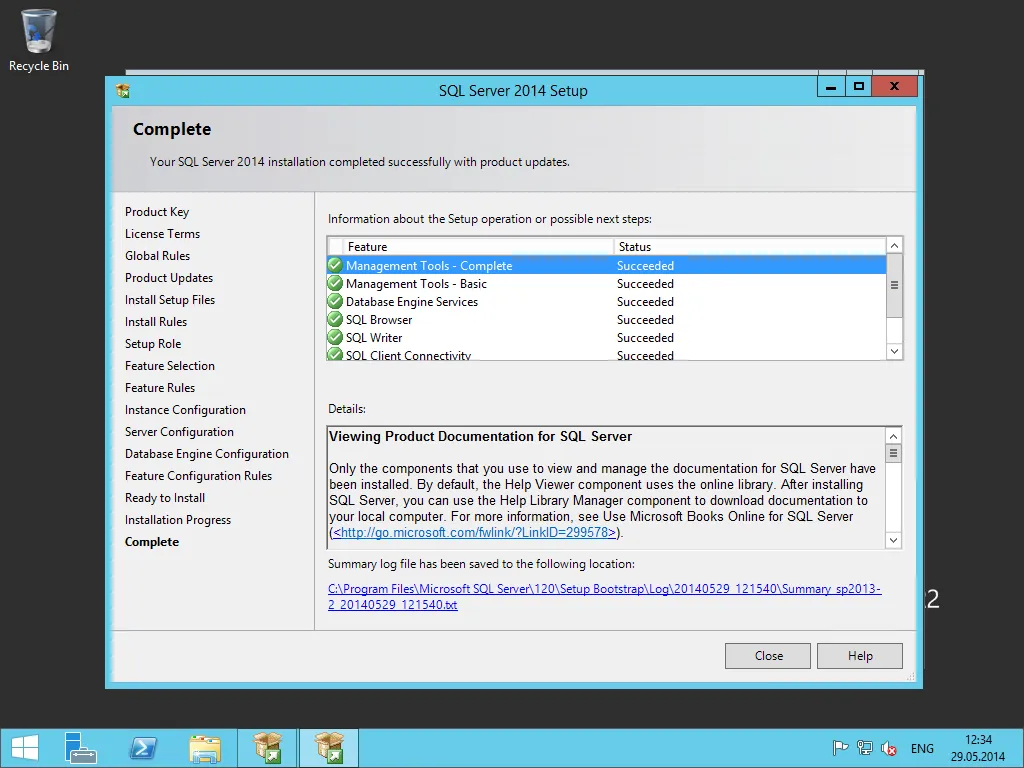 Recycle Bin
SQL Server 2014 Setup
Complete
Your SQL Server 2014 installation completed successfully with product updates.
Product Key
License Terms
Global Rules
Product Updates
Install Setup Files
Install Rules
Setup Role
Feature Selection
Feature Rules
Instance Configuration
Server Configuration
Database Engine Configuration
Feature Configuration Rules
Ready to Install
Installation Progress
Complete
Information about the Setup operation or possible next steps:
Feature Status
Management Tools - Complete Succeeded
Management Tools - Basic Succeeded
Database Engine Services Succeeded
SQL Browser Succeeded
SQL Writer Succeeded
SQL Client Connectivity Succeeded
Details:
Viewing Product Documentation for SQL Server
Only the components that you use to view and manage the documentation for SQL Server have
been installed. By default, the Help Viewer component uses the online library. After installing
SQL Server, you can use the Help Library Manager component to download documentation to
your local computer. For more information, see Use Microsoft Books Online for SQL Server
(<http://go.microsoft.com/fwlink/?LinkID=299578>).
Summary log file has been saved to the following location:
C:\Program Files\Microsoft SQL Server\120\Setup Bootstrap\Log\20140529_121540\Summary_sp2013-
2_20140529_121540.txt
Close Help
ENG
12:34
29.05.2014